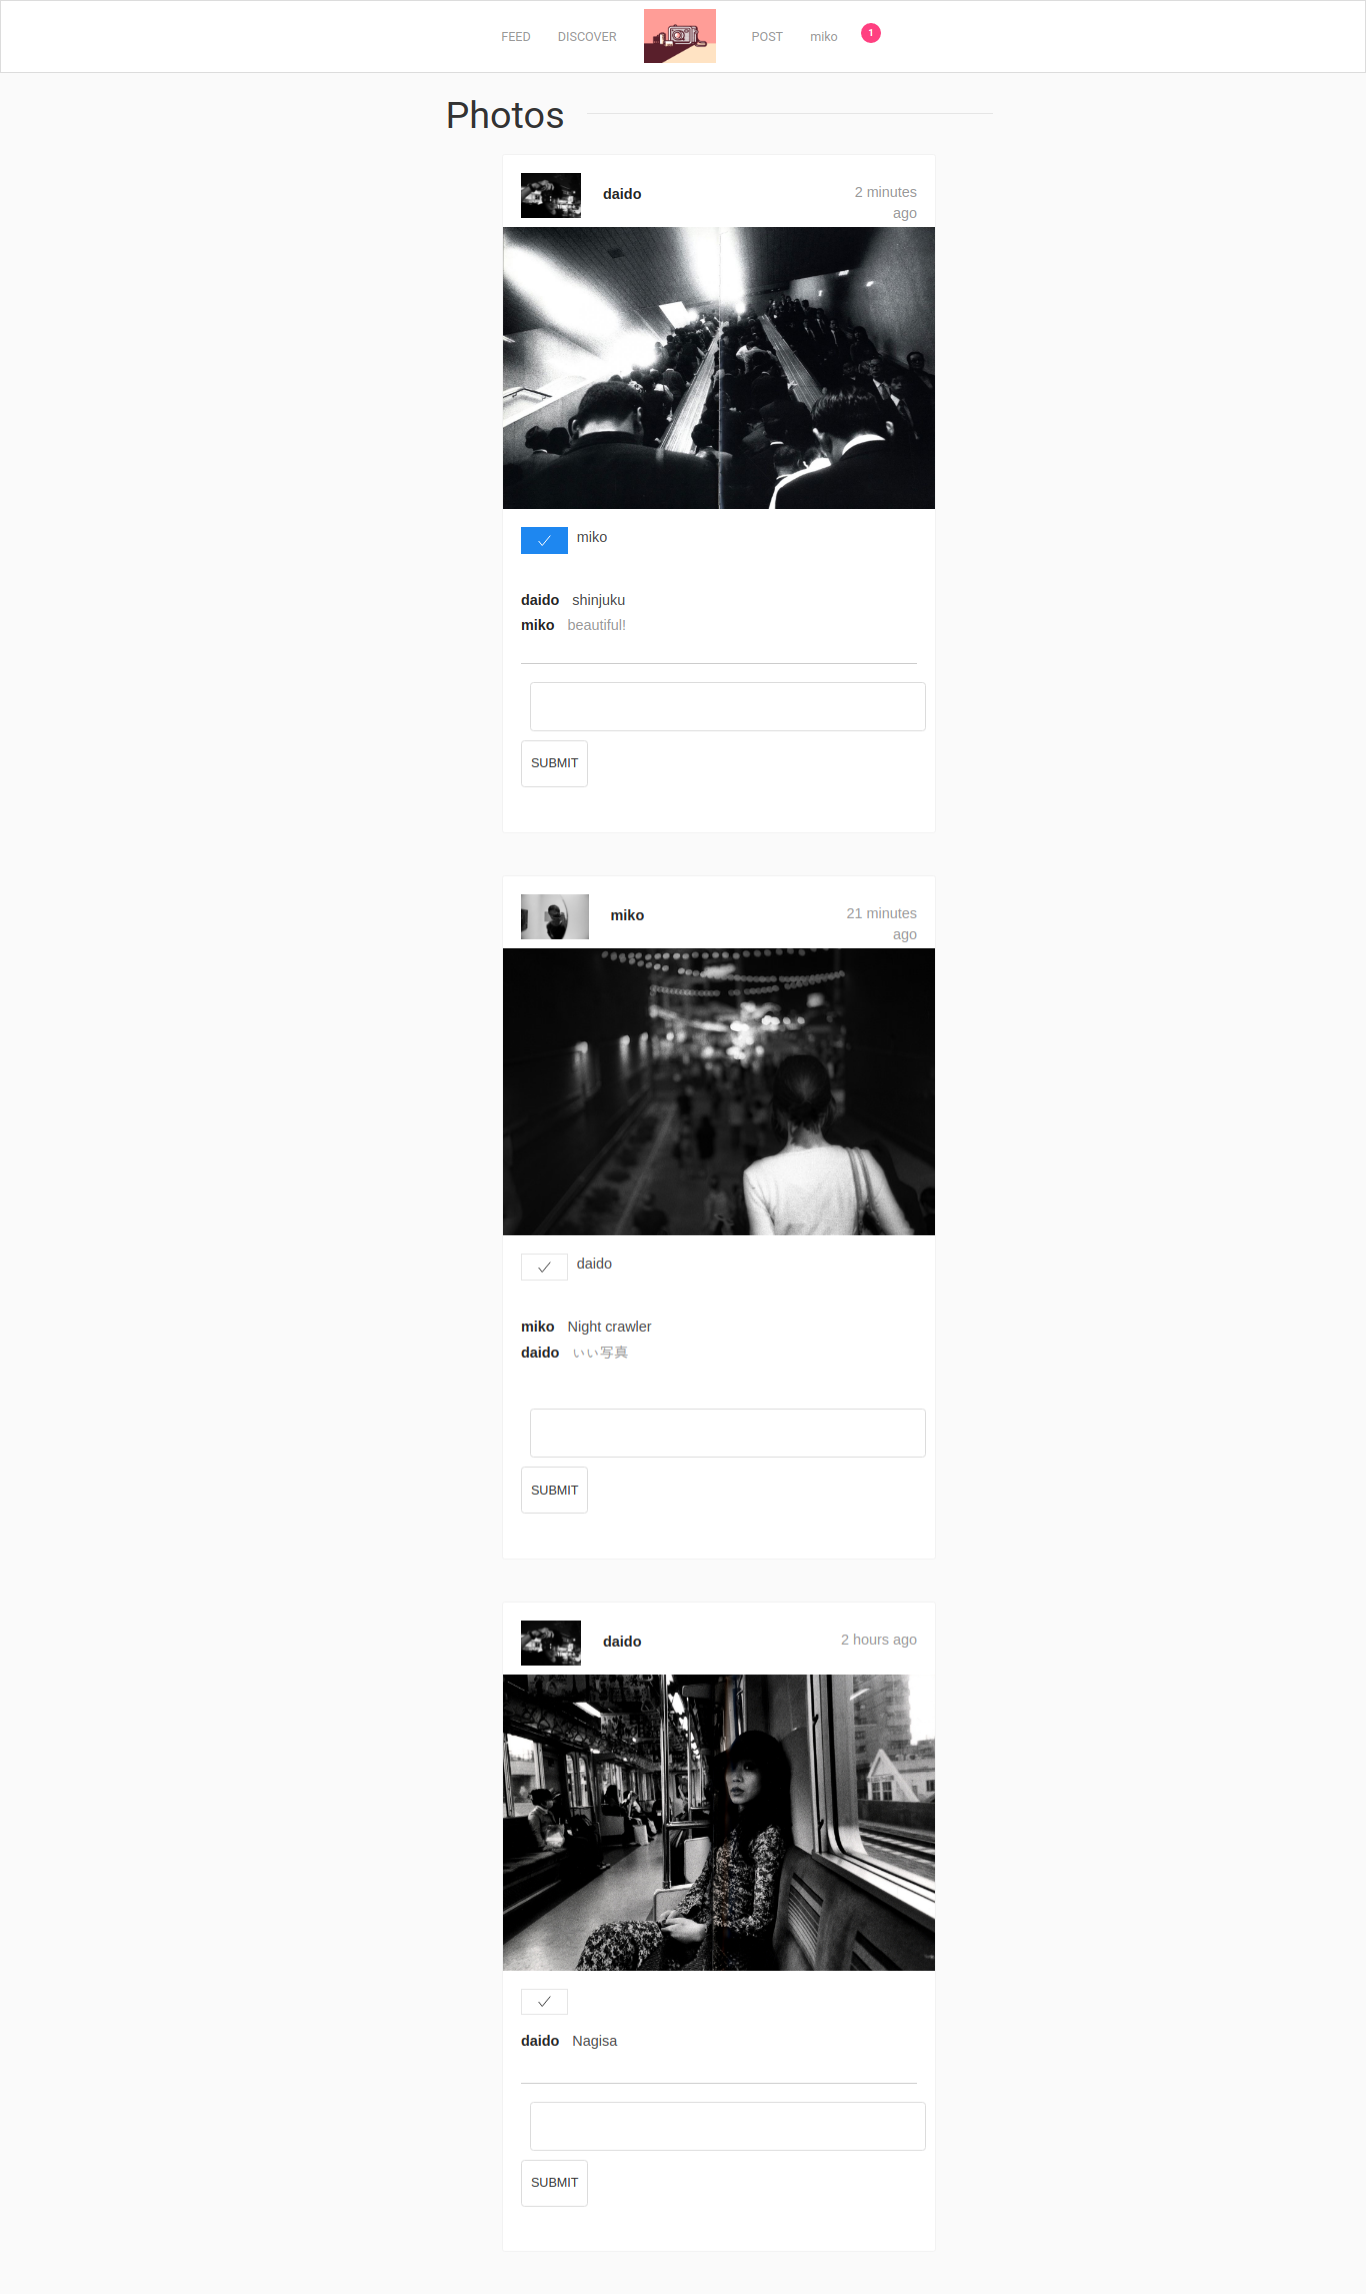 FEED DISCOVER POST miko 1
Photos
daido 2 minutes
ago
miko
daido shinjuku
miko beautiful!
SUBMIT
miko 21 minutes
ago
daido
miko Night crawler
daido いい写真
SUBMIT
daido 2 hours ago
daido Nagisa
SUBMIT